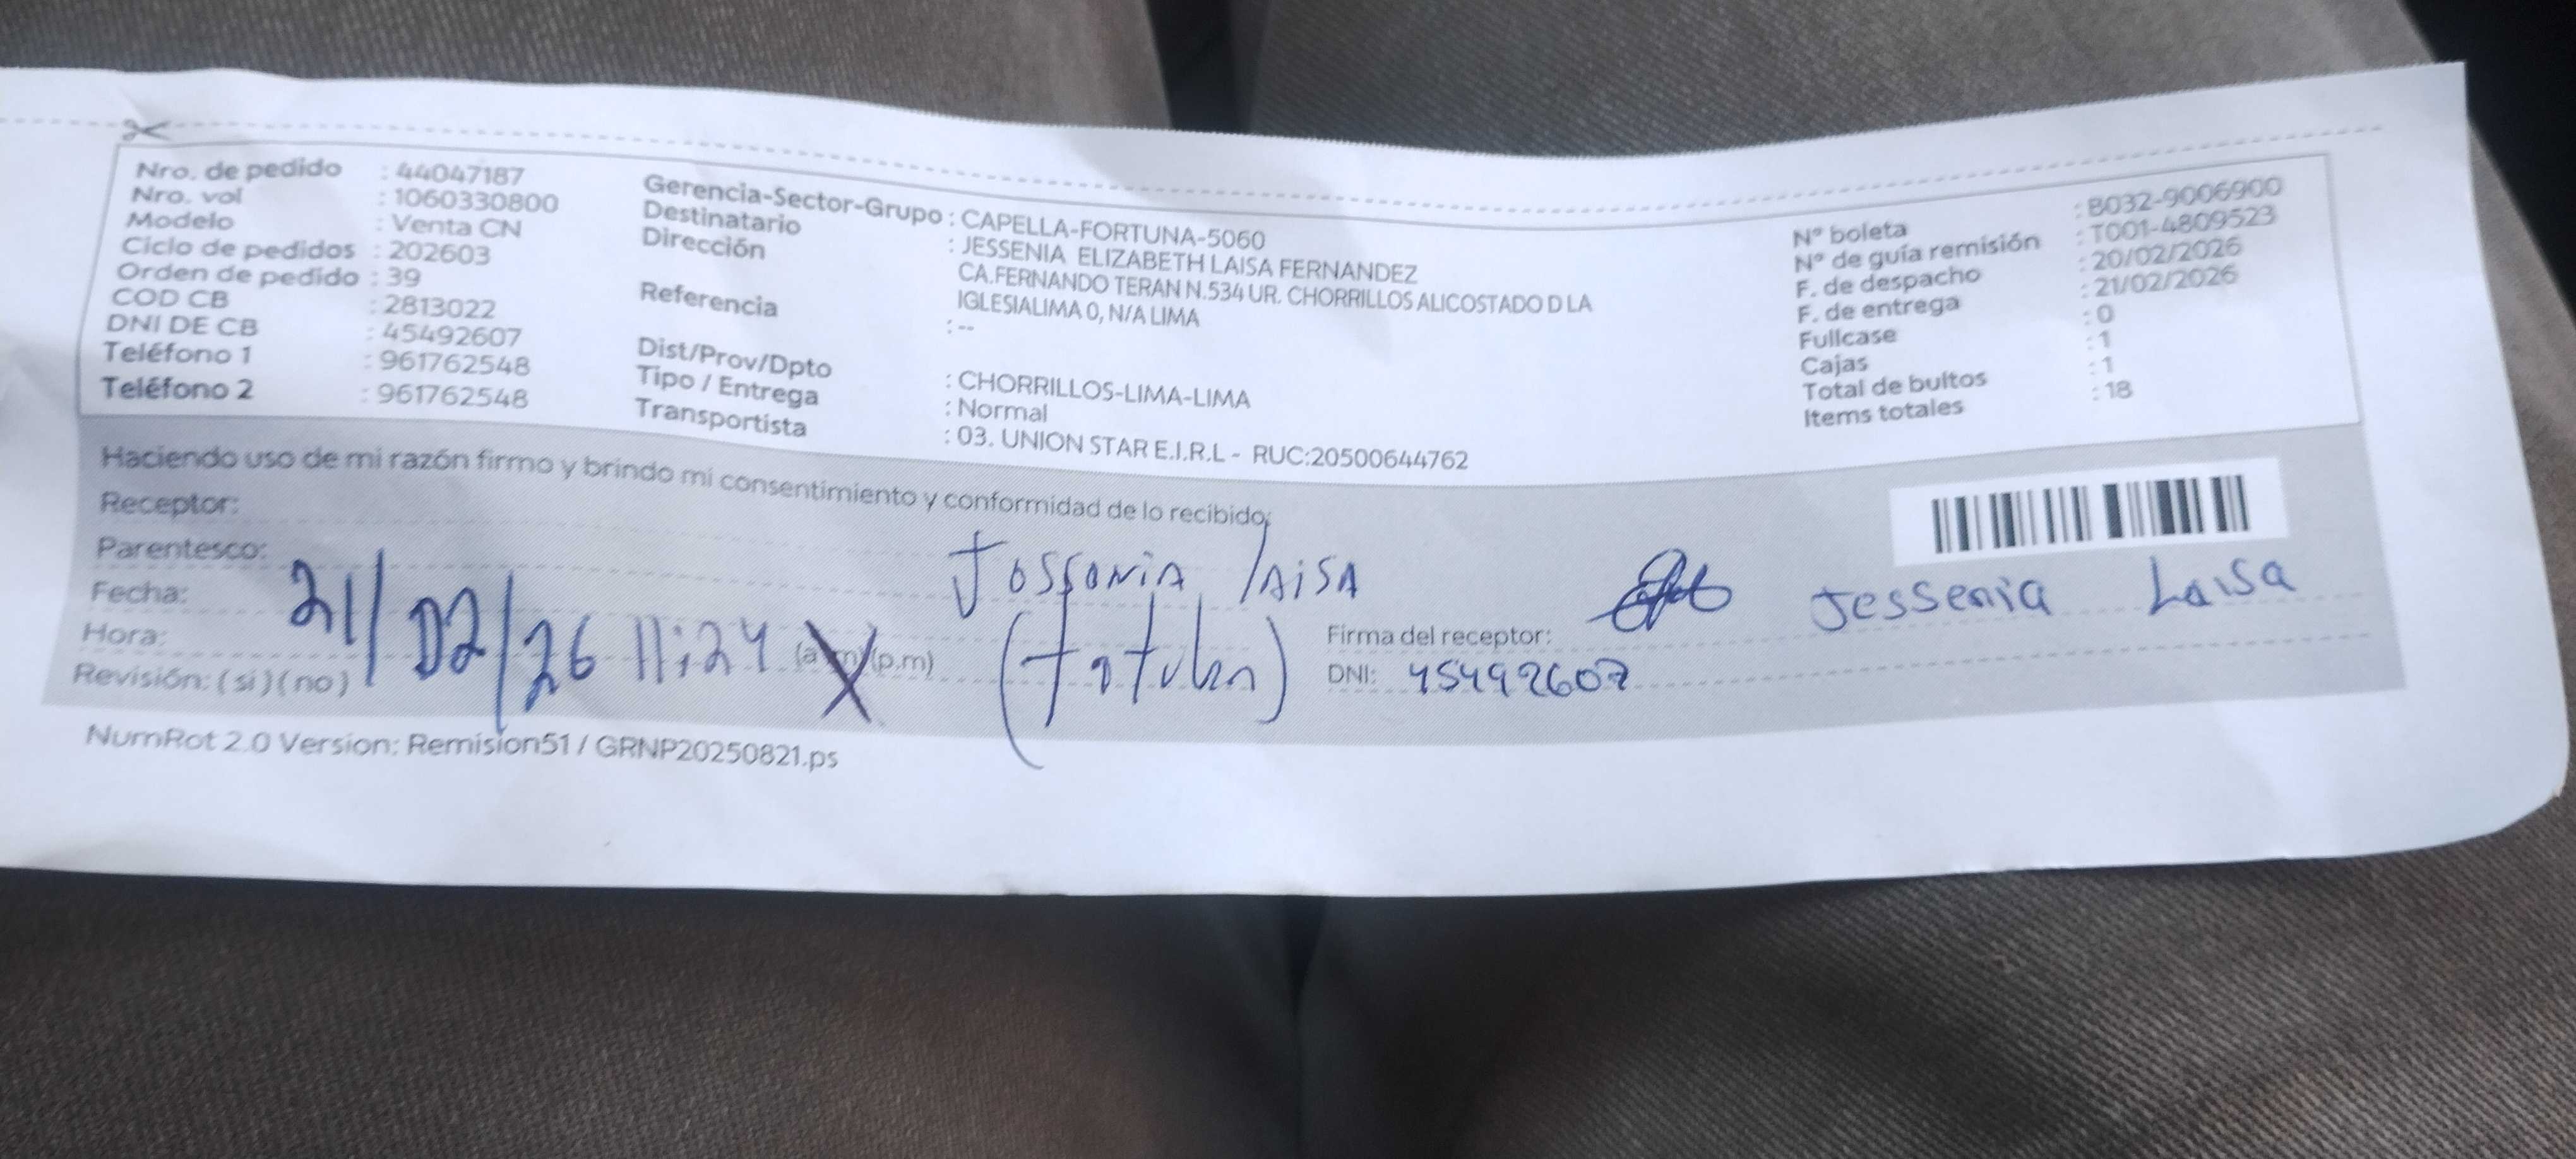 Nro. de pedido : 44047187
Nro. vol : 1060330800
Modelo : Venta CN
Ciclo de pedidos : 202603
Orden de pedido : 39
COD CB : 2813022
DNI DE CB : 45492607
Teléfono 1 : 961762548
Teléfono 2 : 961762548
Gerencia-Sector-Grupo : CAPELLA-FORTUNA-5060
Destinatario : JESSENIA ELIZABETH LAISA FERNANDEZ
Dirección CA.FERNANDO TERAN N.534 UR. CHORRILLOS ALICOSTADO D LA
IGLESIALIMA 0, N/A LIMA
Referencia : --
Dist/Prov/Dpto : CHORRILLOS-LIMA-LIMA
Tipo / Entrega : Normal
Transportista : 03. UNION STAR E.I.R.L - RUC:20500644762
N° boleta : B032-9006900
N° de guía remisión : T001-4809523
F. de despacho : 20/02/2026
F. de entrega : 21/02/2026
Fullcase : 0
Cajas : 1
Total de bultos : 1
Items totales : 18
Haciendo uso de mi razón firmo y brindo mi consentimiento y conformidad de lo recibido:
Receptor: Jossonia laisa
Parentesco: (titular)
Fecha: 21/02/26
Hora: 11:24 (a.m)(p.m)
Revisión: (si)(no)
Firma del receptor: Jessenia Laisa
DNI: 45492607
NumRot 2.0 Version: Remision51 / GRNP20250821.ps